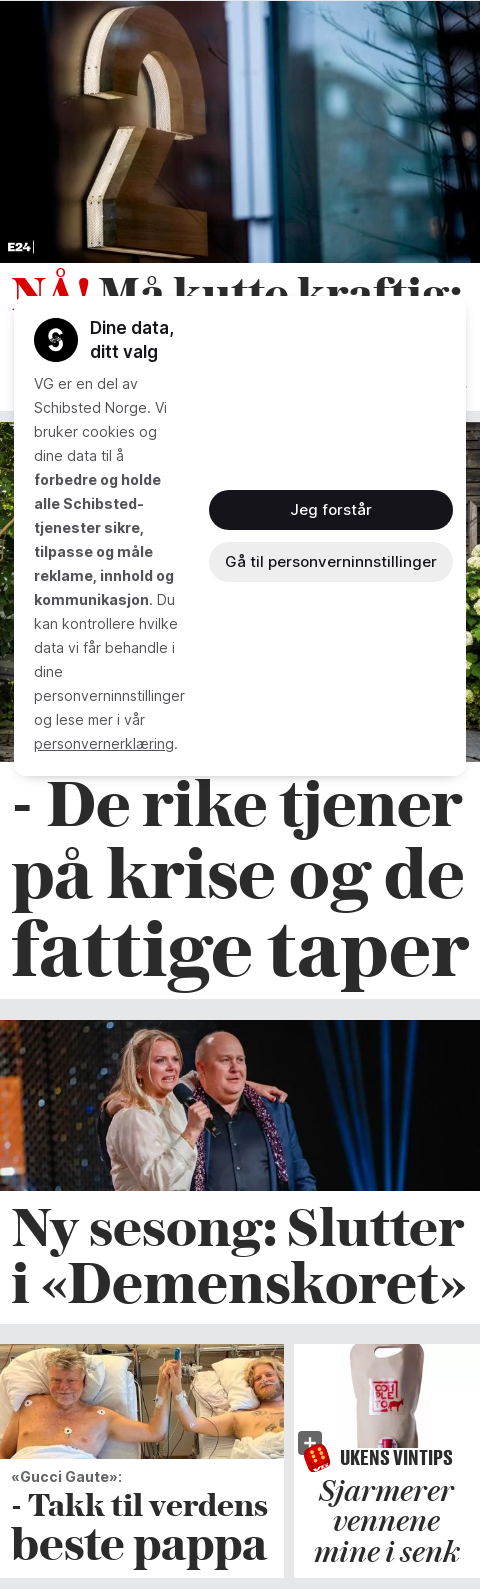 2
E24
NÅ! Må kutte kraftig:
Dine data,
ditt valg
VG er en del av
Schibsted Norge. Vi
bruker cookies og
dine data til å
forbedre og holde
alle Schibsted-
tjenester sikre,
tilpasse og måle
reklame, innhold og
kommunikasjon. Du
kan kontrollere hvilke
data vi får behandle i
dine
personverninnstillinger
og lese mer i vår
personvernerklæring.
Jeg forstår
Gå til personverninnstillinger
- De rike tjener
på krise og de
fattige taper
Ny sesong: Slutter
i «Demenskoret»
«Gucci Gaute»:
- Takk til verdens
beste pappa
+
UKENS VINTIPS
Sjarmerer
vennene
mine i senk